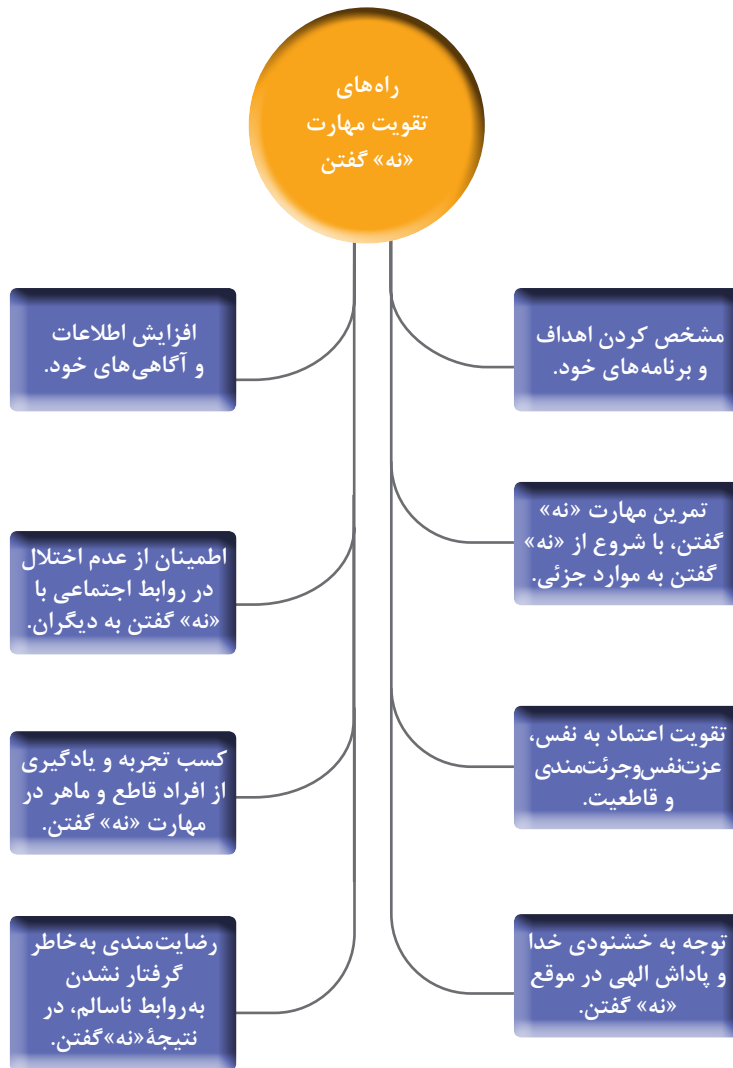 راه‌های
تقویت مهارت
«نه» گفتن
مشخص کردن اهداف
و برنامه‌های خود.
افزایش اطلاعات
و آگاهی‌های خود.
تمرین مهارت «نه»
گفتن، با شروع از «نه»
گفتن به موارد جزئی.
اطمینان از عدم اختلال
در روابط اجتماعی با
«نه» گفتن به دیگران.
تقویت اعتماد به نفس،
عزت‌نفس‌وجرئت‌مندی
و قاطعیت.
کسب تجربه و یادگیری
از افراد قاطع و ماهر در
مهارت «نه» گفتن.
توجه به خشنودی خدا
و پاداش الهی در موقع
«نه» گفتن.
رضایت‌مندی به‌خاطر
گرفتار نشدن
به‌روابط ناسالم، در
نتیجهٔ«نه»گفتن.